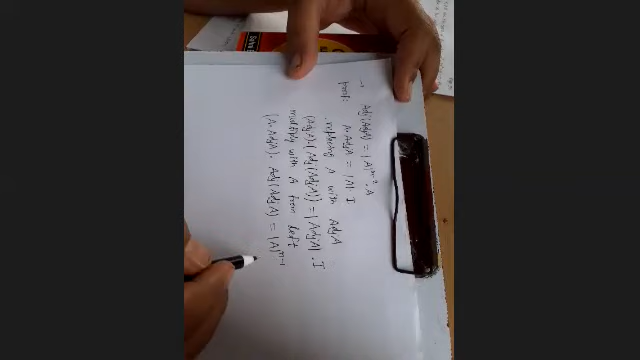 → Adj(AdjA) = |A|ⁿ⁻² . A
proof: A. AdjA = |A| I
replacing A with AdjA
(AdjA).(Adj(AdjA)) = |AdjA| . I
multiply with A from left
(A. AdjA). Adj(AdjA) = |A|ⁿ⁻¹